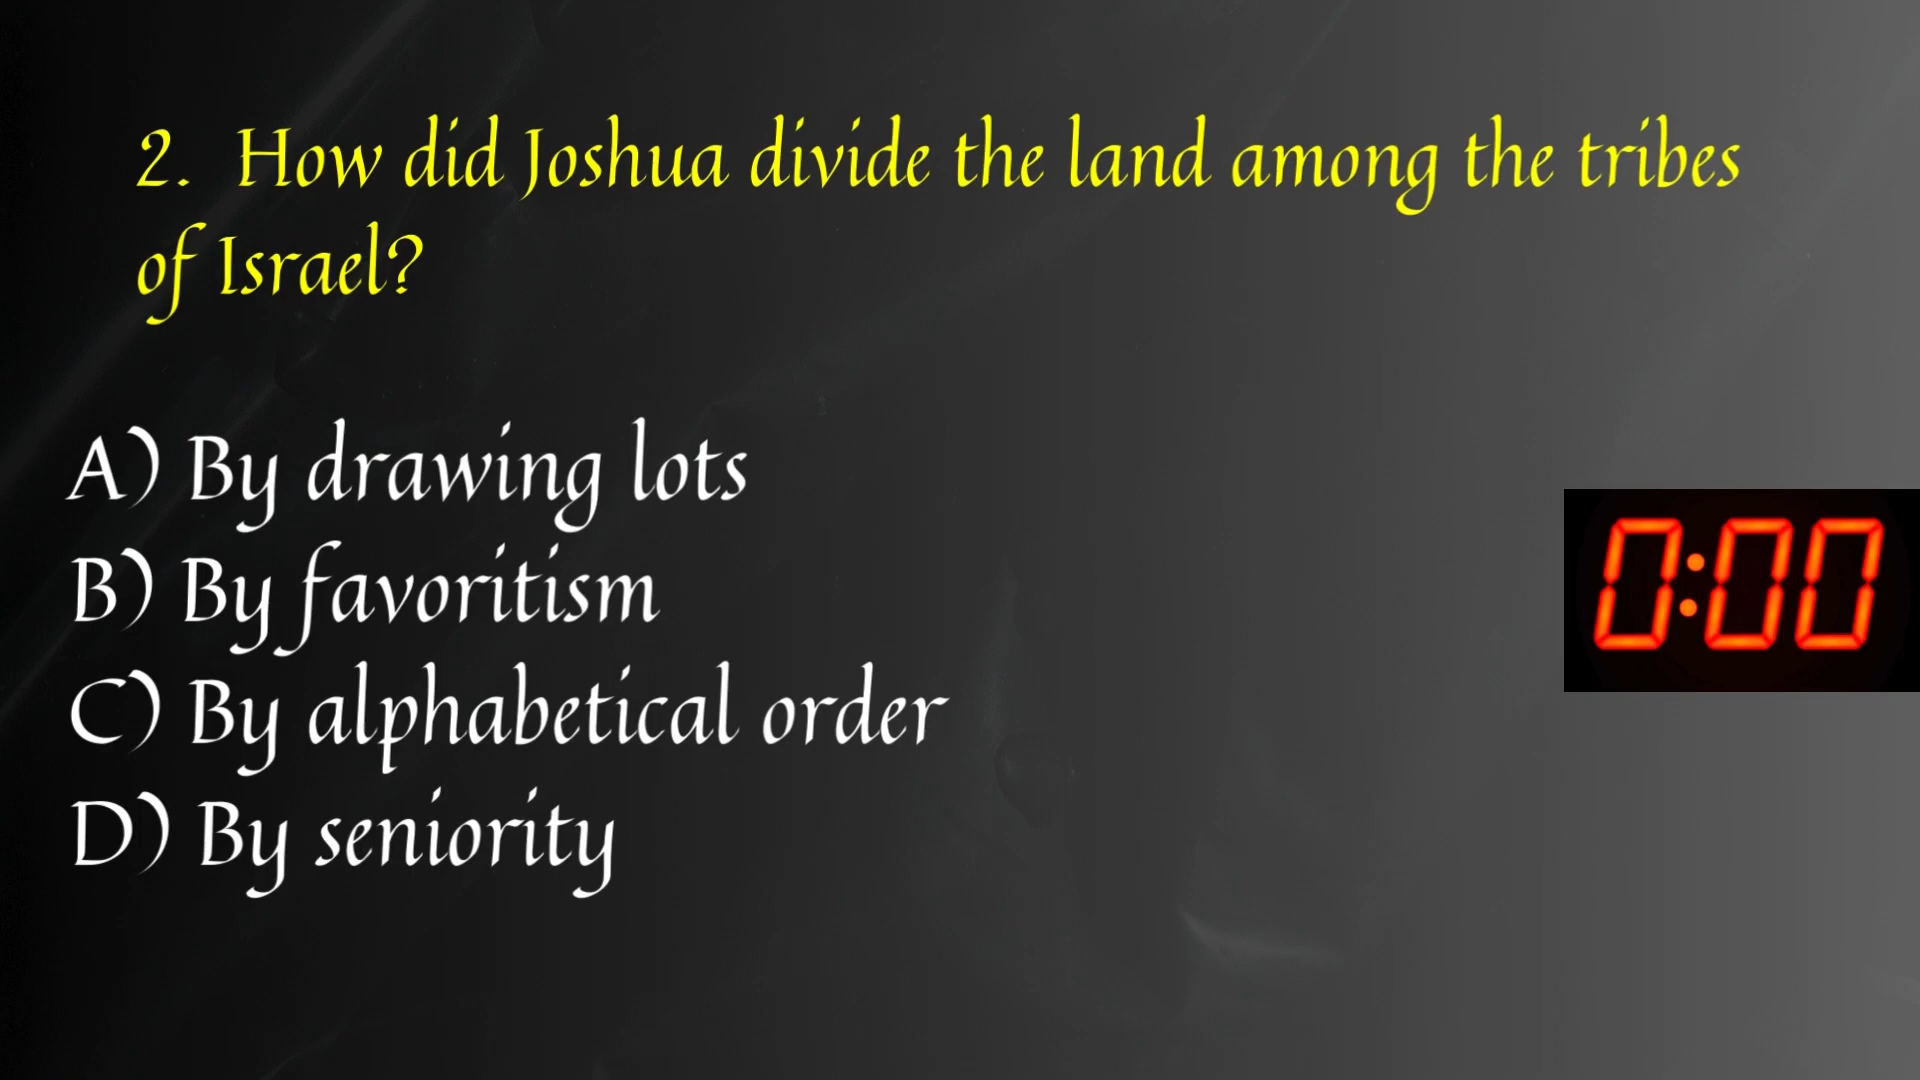 2. How did Joshua divide the land among the tribes
of Israel?
A) By drawing lots
B) By favoritism
C) By alphabetical order
D) By seniority
0:00